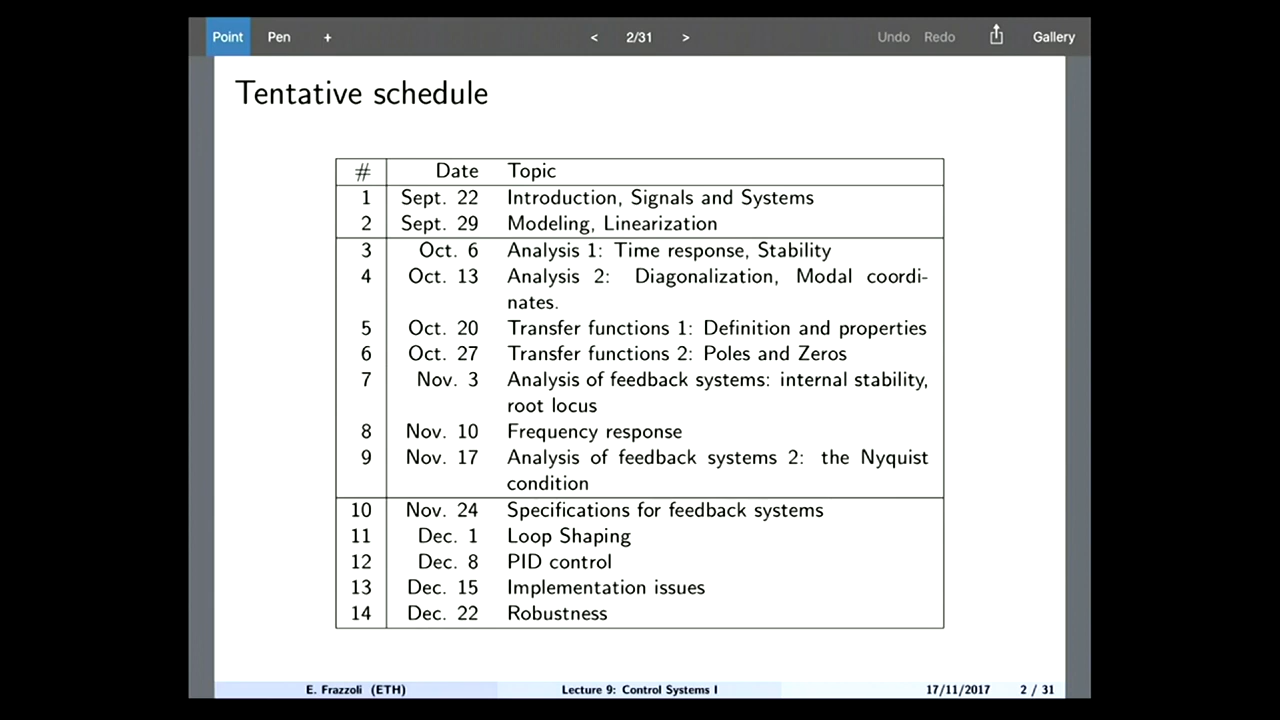 Point Pen + < 2/31 > Undo Redo Gallery
Tentative schedule
# Date Topic
1 Sept. 22 Introduction, Signals and Systems
2 Sept. 29 Modeling, Linearization
3 Oct. 6 Analysis 1: Time response, Stability
4 Oct. 13 Analysis 2: Diagonalization, Modal coordi-
nates.
5 Oct. 20 Transfer functions 1: Definition and properties
6 Oct. 27 Transfer functions 2: Poles and Zeros
7 Nov. 3 Analysis of feedback systems: internal stability,
root locus
8 Nov. 10 Frequency response
9 Nov. 17 Analysis of feedback systems 2: the Nyquist
condition
10 Nov. 24 Specifications for feedback systems
11 Dec. 1 Loop Shaping
12 Dec. 8 PID control
13 Dec. 15 Implementation issues
14 Dec. 22 Robustness
E. Frazzoli (ETH) Lecture 9: Control Systems I 17/11/2017 2 / 31